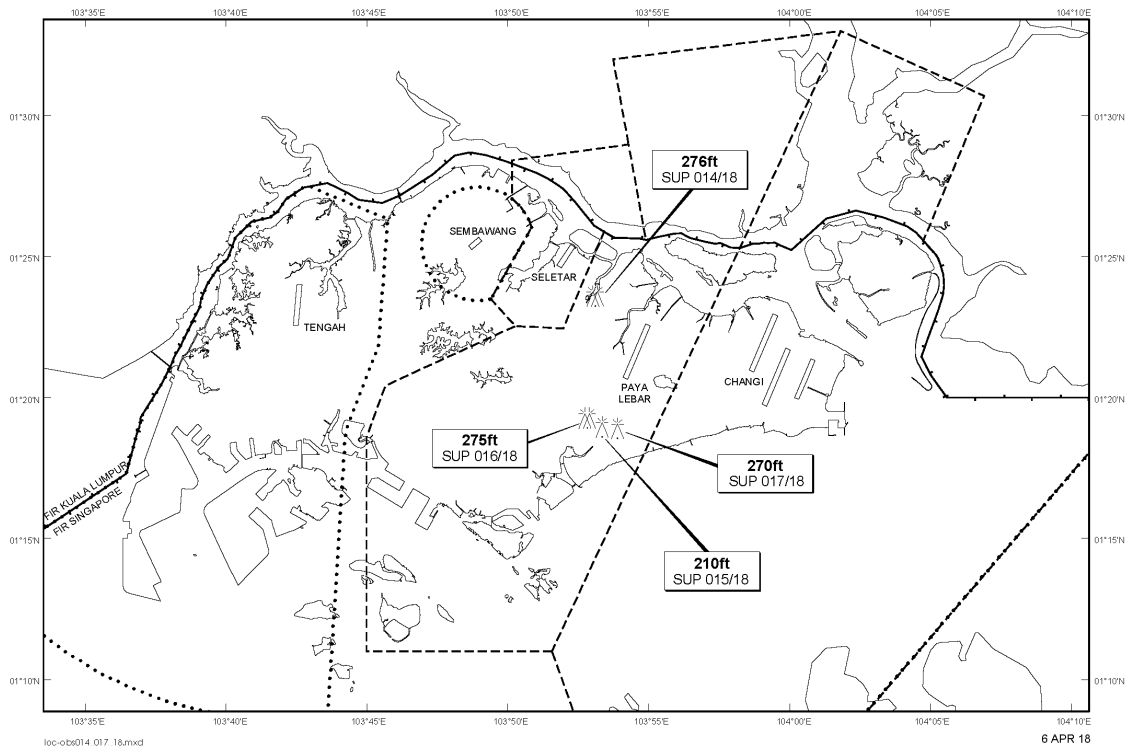 103°35'E 103°40'E 103°45'E 103°50'E 103°55'E 104°00'E 104°05'E 104°10'E
01°30'N 01°30'N
276ft
SUP 014/18
SEMBAWANG
01°25'N 01°25'N
SELETAR
TENGAH
PAYA
LEBAR
CHANGI
01°20'N 01°20'N
275ft
SUP 016/18
270ft
SUP 017/18
FIR KUALA LUMPUR
FIR SINGAPORE
01°15'N 01°15'N
210ft
SUP 015/18
01°10'N 01°10'N
103°35'E 103°40'E 103°45'E 103°50'E 103°55'E 104°00'E 104°05'E 104°10'E
loc-obs014_017_18.mxd
6 APR 18